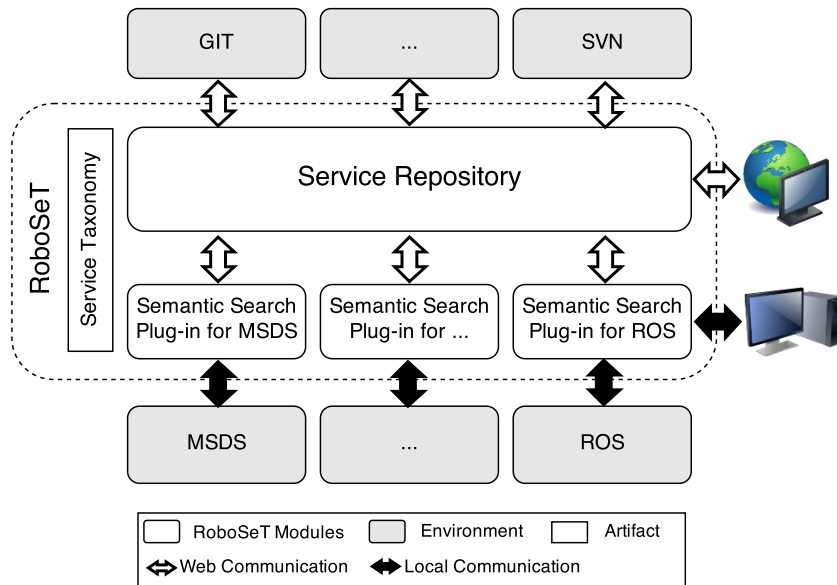 GIT
...
SVN
RoboSeT
Service Taxonomy
Service Repository
Semantic Search
Plug-in for MSDS
Semantic Search
Plug-in for ...
Semantic Search
Plug-in for ROS
MSDS
...
ROS
RoboSeT Modules
Environment
Artifact
Web Communication
Local Communication